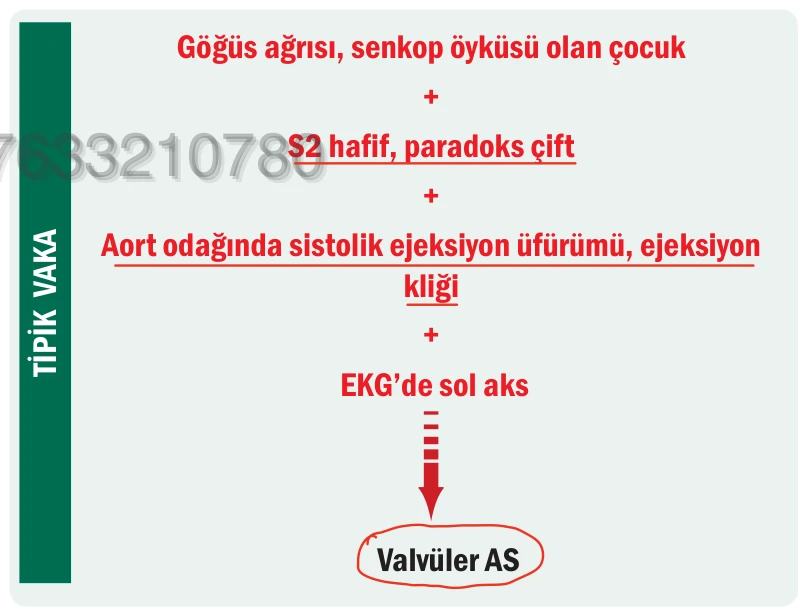 Göğüs ağrısı, senkop öyküsü olan çocuk
+
S2 hafif, paradoks çift
+
Aort odağında sistolik ejeksiyon üfürümü, ejeksiyon
kliği
+
EKG'de sol aks
Valvüler AS
TİPİK VAKA
7633210780